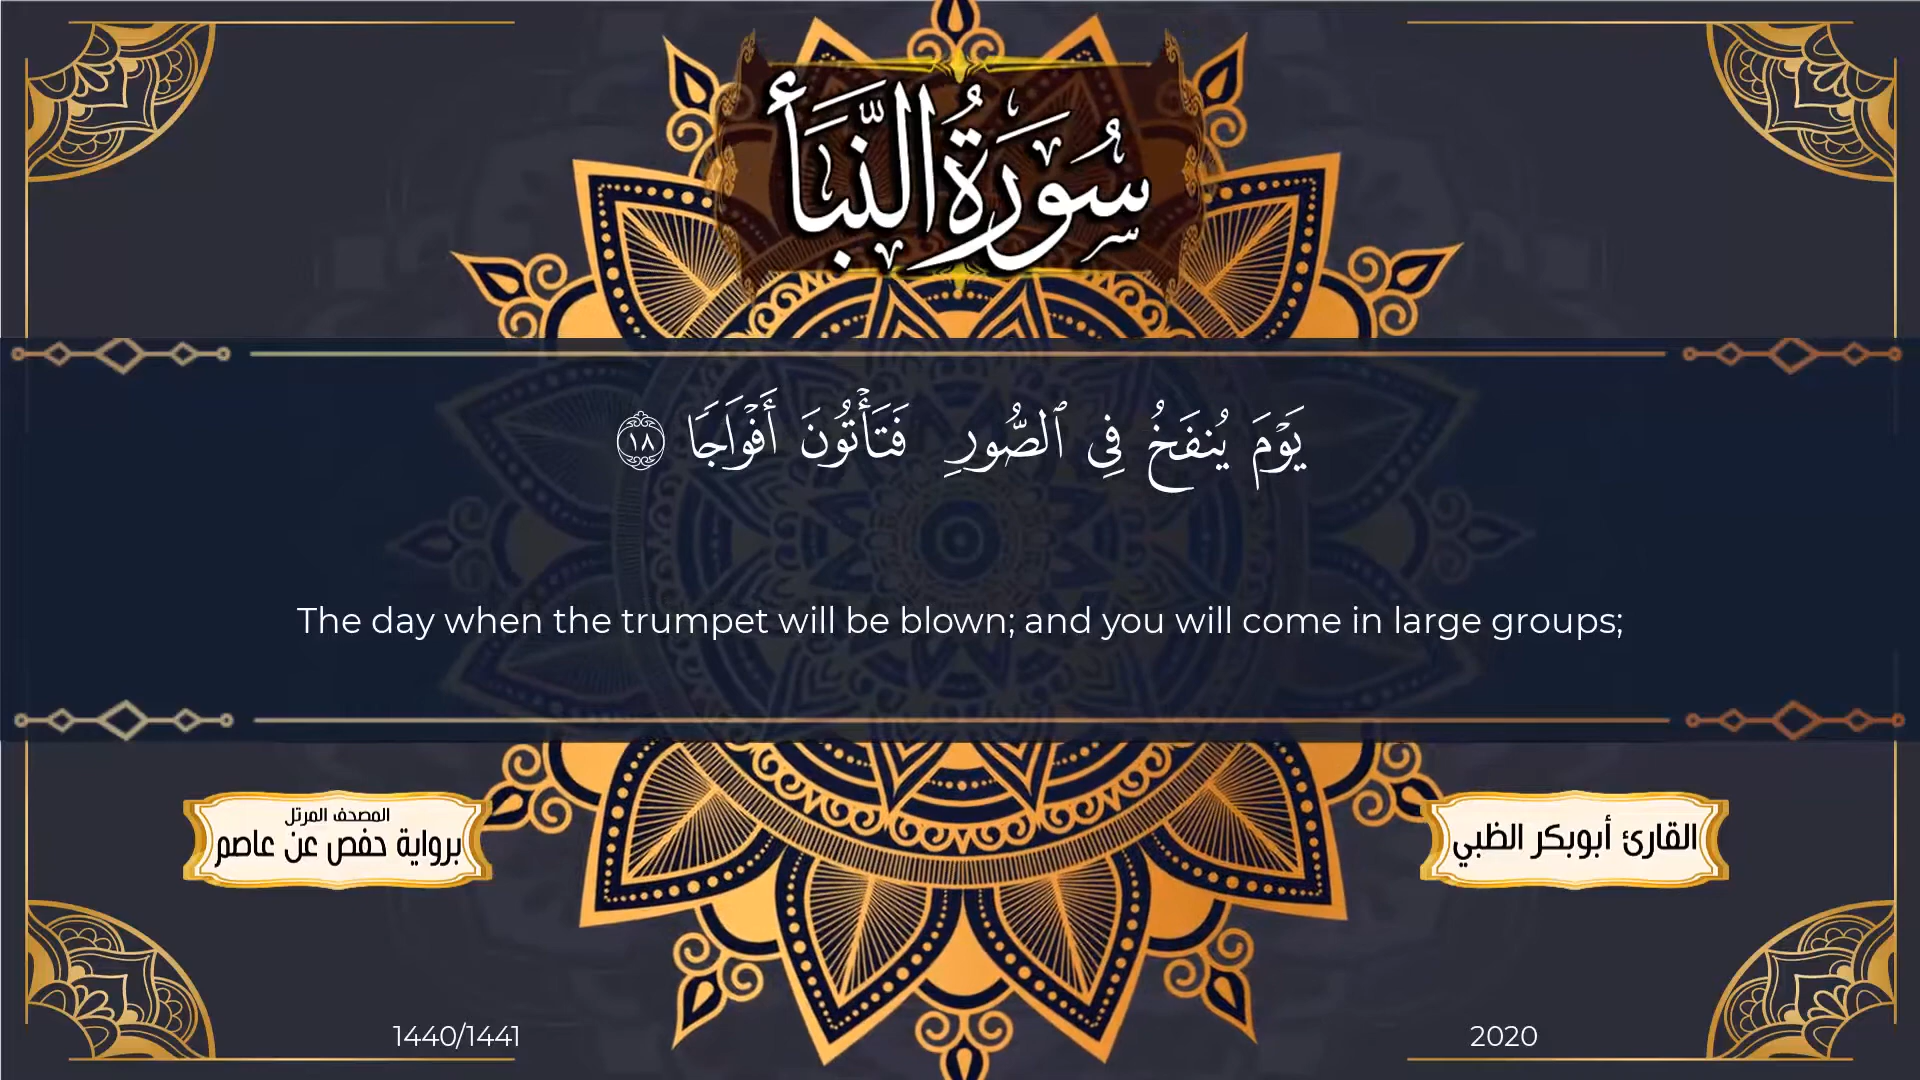 سُورَةُ النَّبَأ
يَوْمَ يُنفَخُ فِى ٱلصُّورِ فَتَأْتُونَ أَفْوَاجًا ١٨
The day when the trumpet will be blown; and you will come in large groups;
المصحف المرتل
برواية حفص عن عاصم
القارئ أبوبكر الظبي
1440/1441
2020